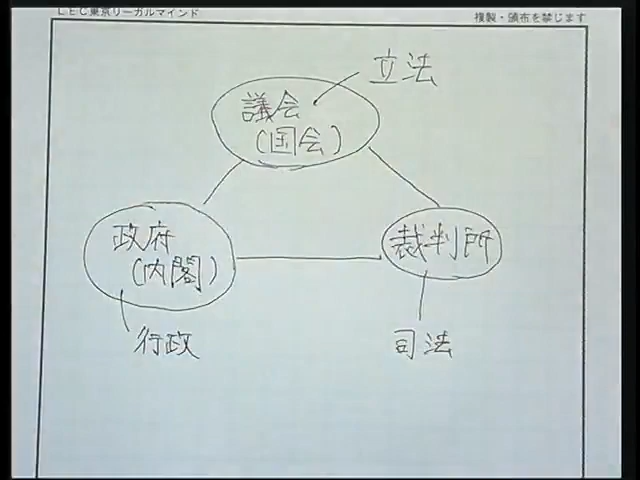 LEC東京リーガルマインド
複製・頒布を禁じます
立法
議会
(国会)
政府
(内閣)
裁判所
行政
司法